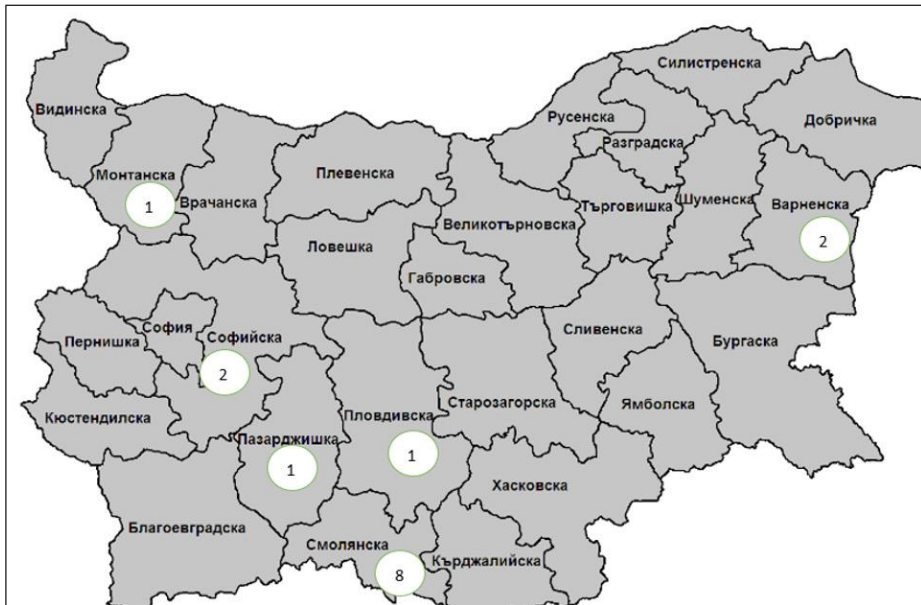 Силистренска
Видинска
Русенска
Добричка
Разградска
Монтанска
Плевенска
1
Врачанска
Търговишка
Шуменска
Варненска
Великотърновска
2
Ловешка
Габровска
София
Софийска
Сливенска
Пернишка
Бургаска
2
Кюстендилска
Пловдивска
Старозагорска
Ямболска
Пазарджишка
1
1
Хасковска
Благоевградска
Смолянска
Кърджалийска
8